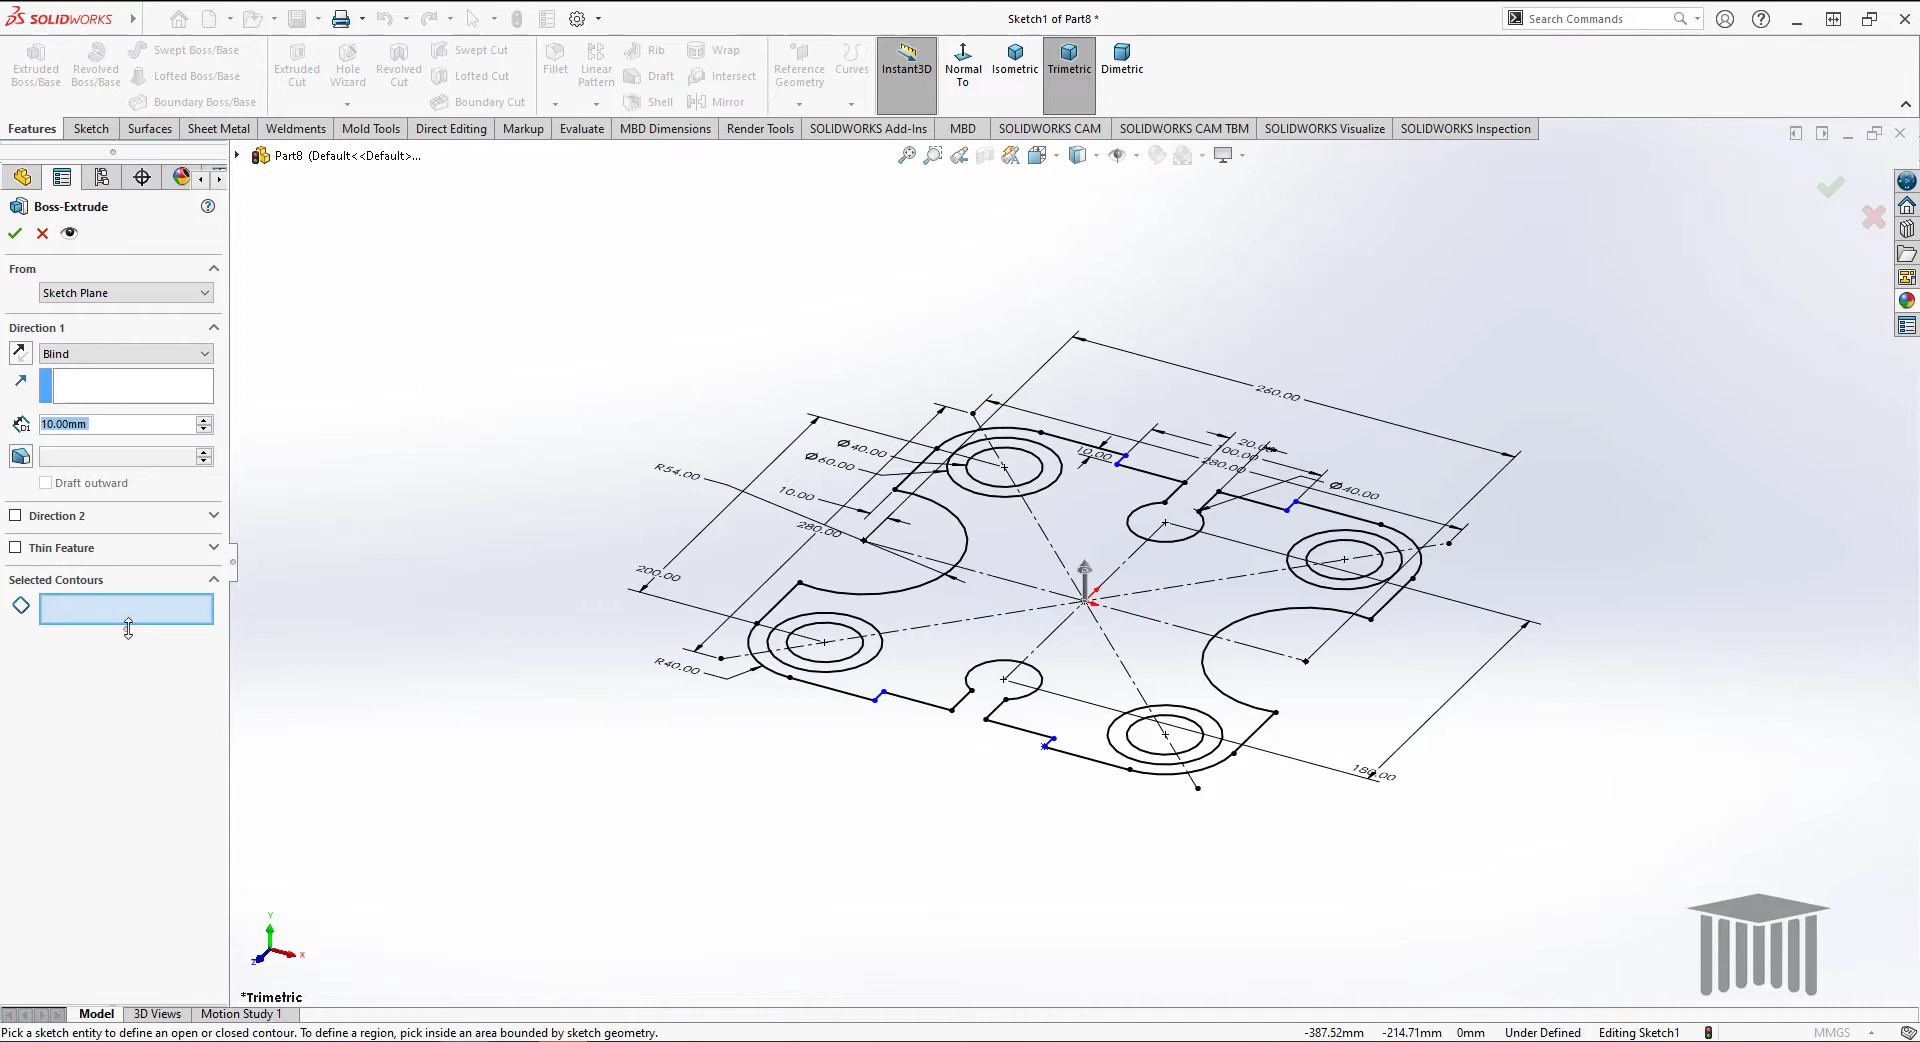 SOLIDWORKS
Sketch1 of Part8 *
Search Commands
Extruded Boss/Base
Revolved Boss/Base
Swept Boss/Base
Lofted Boss/Base
Boundary Boss/Base
Extruded Cut
Hole Wizard
Revolved Cut
Swept Cut
Lofted Cut
Boundary Cut
Fillet
Linear Pattern
Rib
Draft
Shell
Wrap
Intersect
Mirror
Reference Geometry
Curves
Instant3D
Normal To
Isometric
Trimetric
Dimetric
Features
Sketch
Surfaces
Sheet Metal
Weldments
Mold Tools
Direct Editing
Markup
Evaluate
MBD Dimensions
Render Tools
SOLIDWORKS Add-Ins
MBD
SOLIDWORKS CAM
SOLIDWORKS CAM TBM
SOLIDWORKS Visualize
SOLIDWORKS Inspection
Part8 (Default<<Default>...
Boss-Extrude
From
Sketch Plane
Direction 1
Blind
D1
10.00mm
Draft outward
Direction 2
Thin Feature
Selected Contours
260.00
20.00
280.00
Ø40.00
Ø60.00
10.00
R54.00
10.00
280.00
Ø40.00
200.00
R40.00
Y
X
Z
*Trimetric
Model
3D Views
Motion Study 1
Pick a sketch entity to define an open or closed contour. To define a region, pick inside an area bounded by sketch geometry.
-387.52mm
-214.71mm
0mm
Under Defined
Editing Sketch1
MMGS